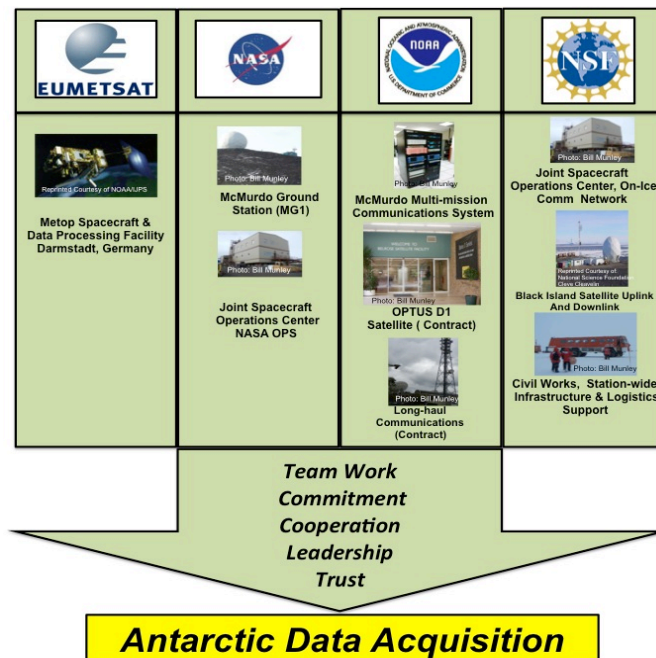 EUMETSAT
NASA
NATIONAL OCEANIC AND ATMOSPHERIC ADMINISTRATION
NOAA
U.S. DEPARTMENT OF COMMERCE
NSF
Reprinted Courtesy of NOAA/IJPS
Metop Spacecraft &
Data Processing Facility
Darmstadt, Germany
Photo: Bill Munley
McMurdo Ground
Station (MG1)
Photo: Bill Munley
Joint Spacecraft
Operations Center
NASA OPS
Photo: Bill Munley
McMurdo Multi-mission
Communications System
WELCOME TO
Photo: Bill Munley
OPTUS D1
Satellite ( Contract)
Photo: Bill Munley
Long-haul
Communications
(Contract)
Photo: Bill Munley
Joint Spacecraft
Operations Center, On-Ice
Comm Network
Reprinted Courtesy of:
National Science Foundation
Cleve Cleavelin
Black Island Satellite Uplink
And Downlink
Photo: Bill Munley
Civil Works, Station-wide
Infrastructure & Logistics
Support
Team Work
Commitment
Cooperation
Leadership
Trust
Antarctic Data Acquisition